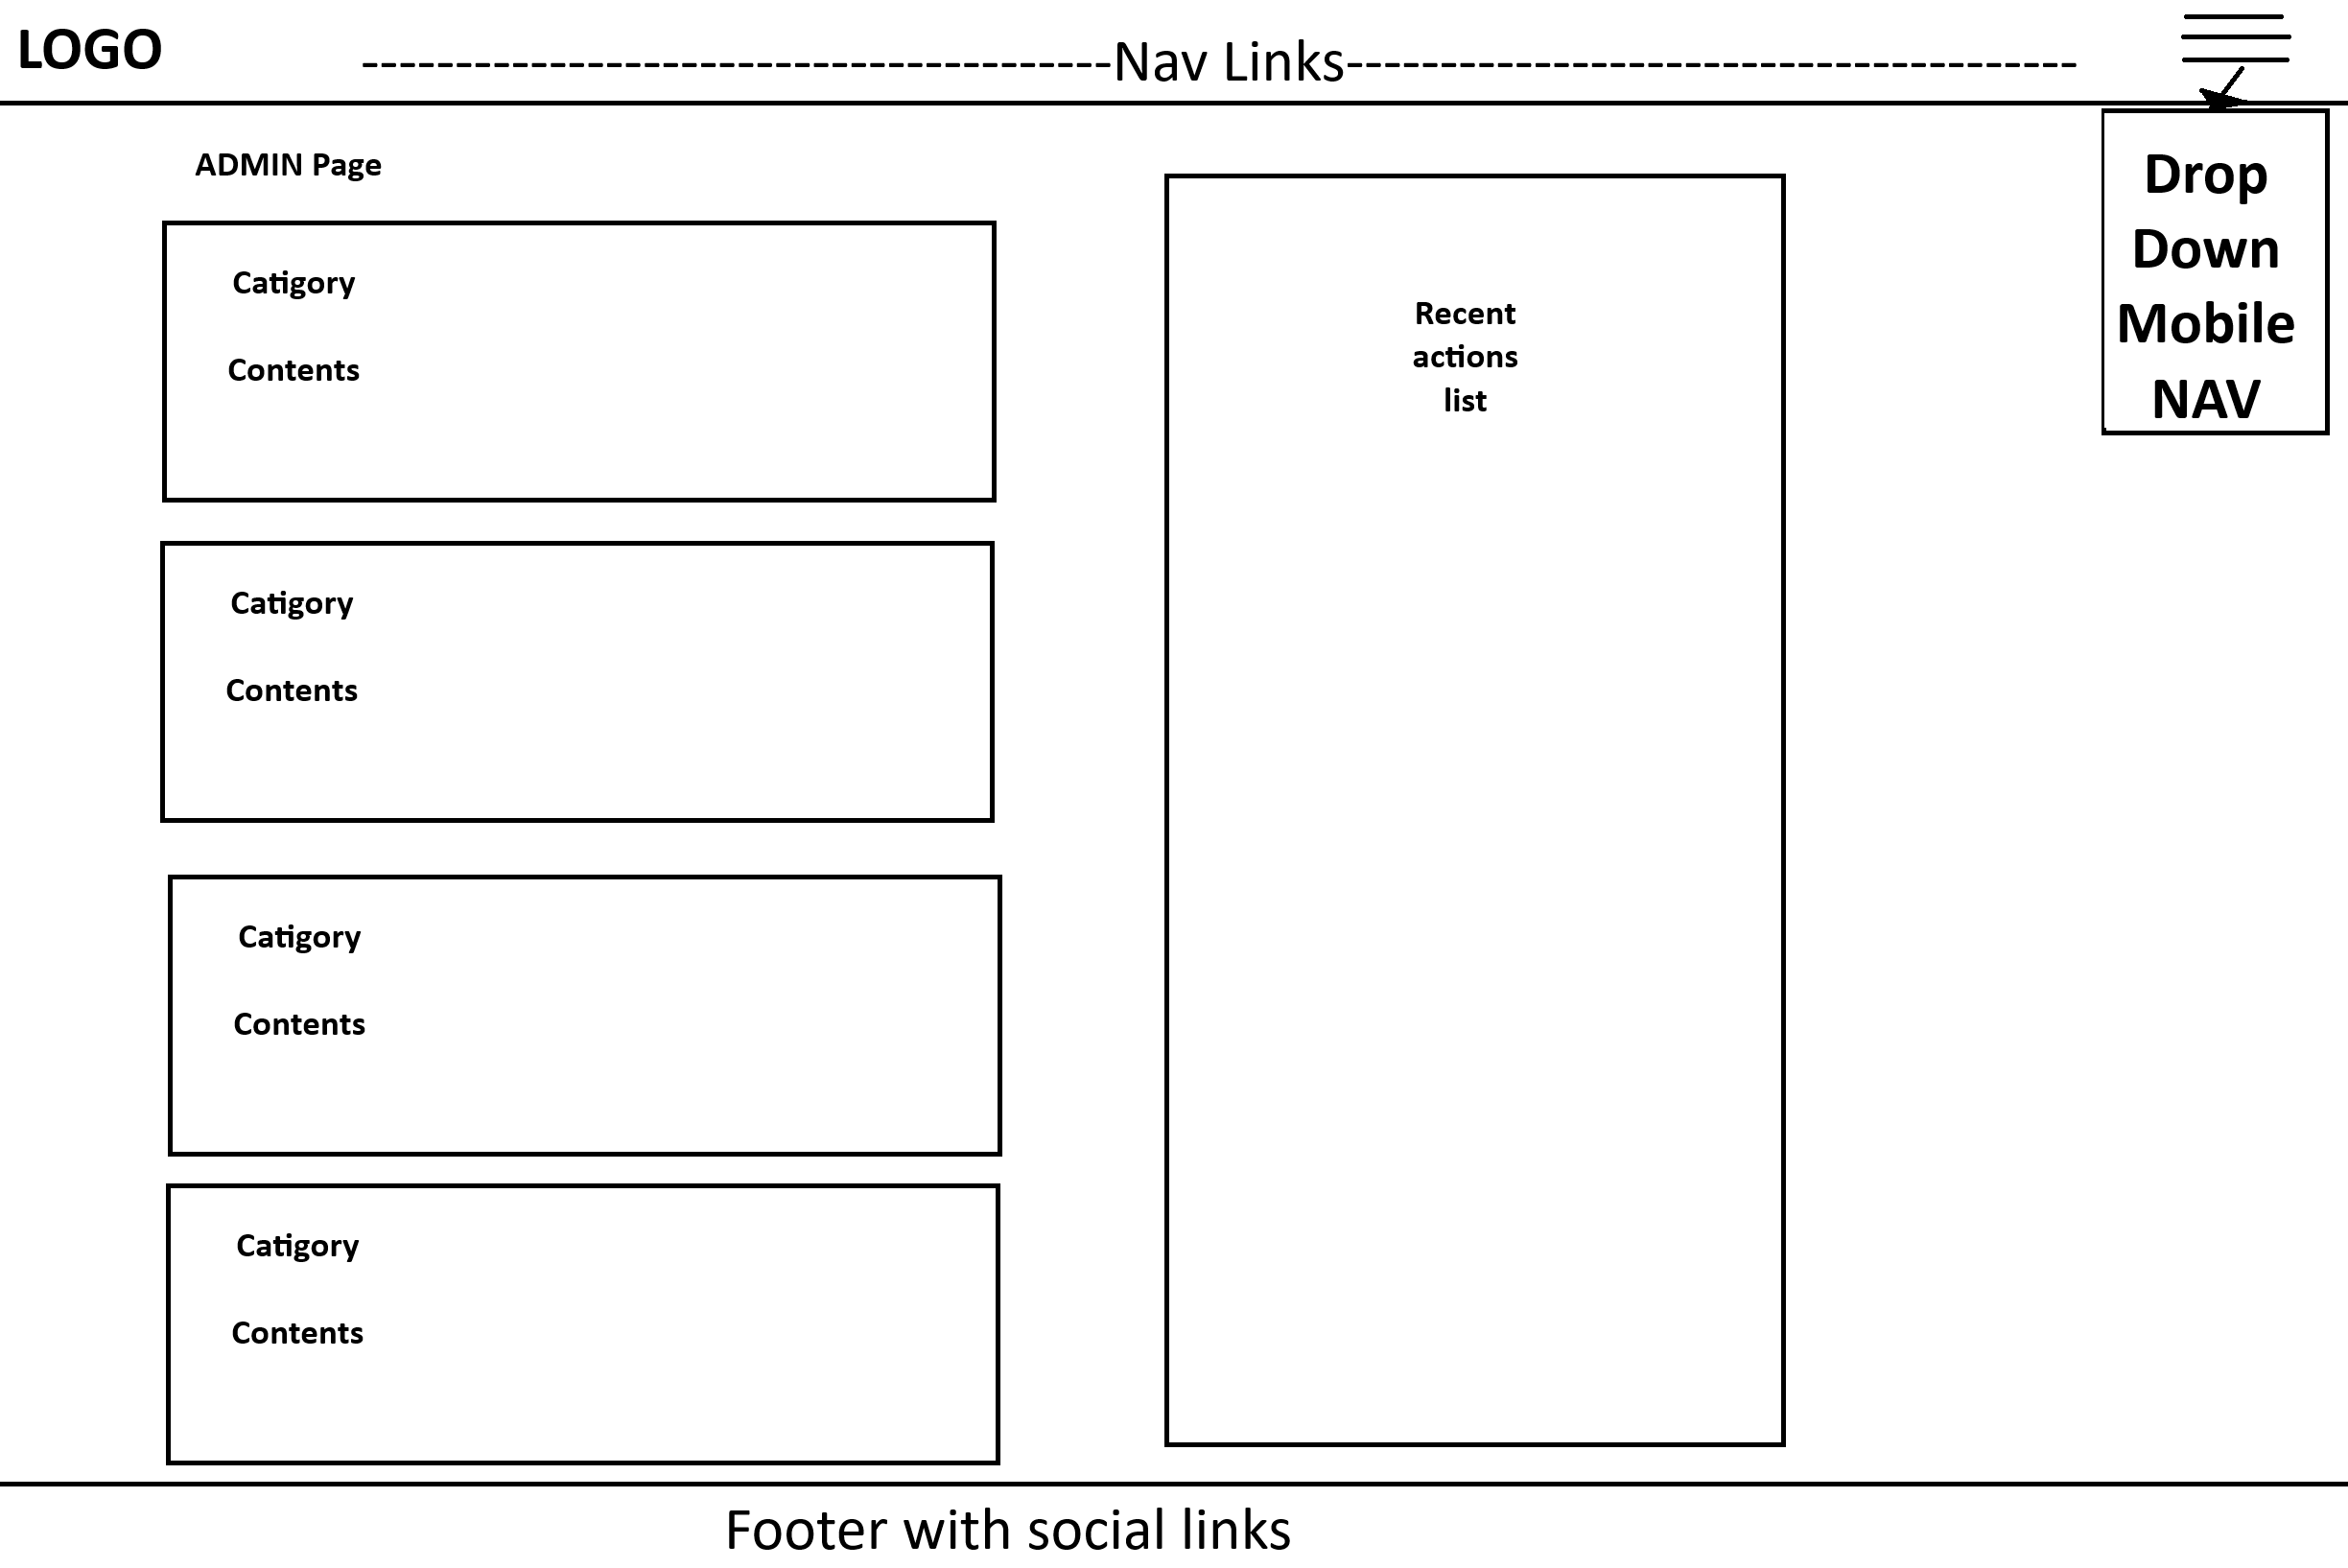 LOGO
----------------------------------------Nav Links---------------------------------------
ADMIN Page
Catigory
Contents
Catigory
Contents
Catigory
Contents
Catigory
Contents
Recent
actions
list
Drop
Down
Mobile
NAV
Footer with social links